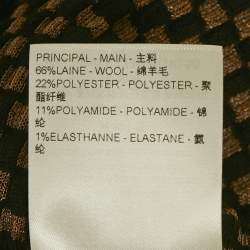 PRINCIPAL - MAIN - 主料
66%LAINE - WOOL - 绵羊毛
22%POLYESTER - POLYESTER - 聚
酯纤维
11%POLYAMIDE - POLYAMIDE - 锦
纶
1%ELASTHANNE - ELASTANE - 氨
纶